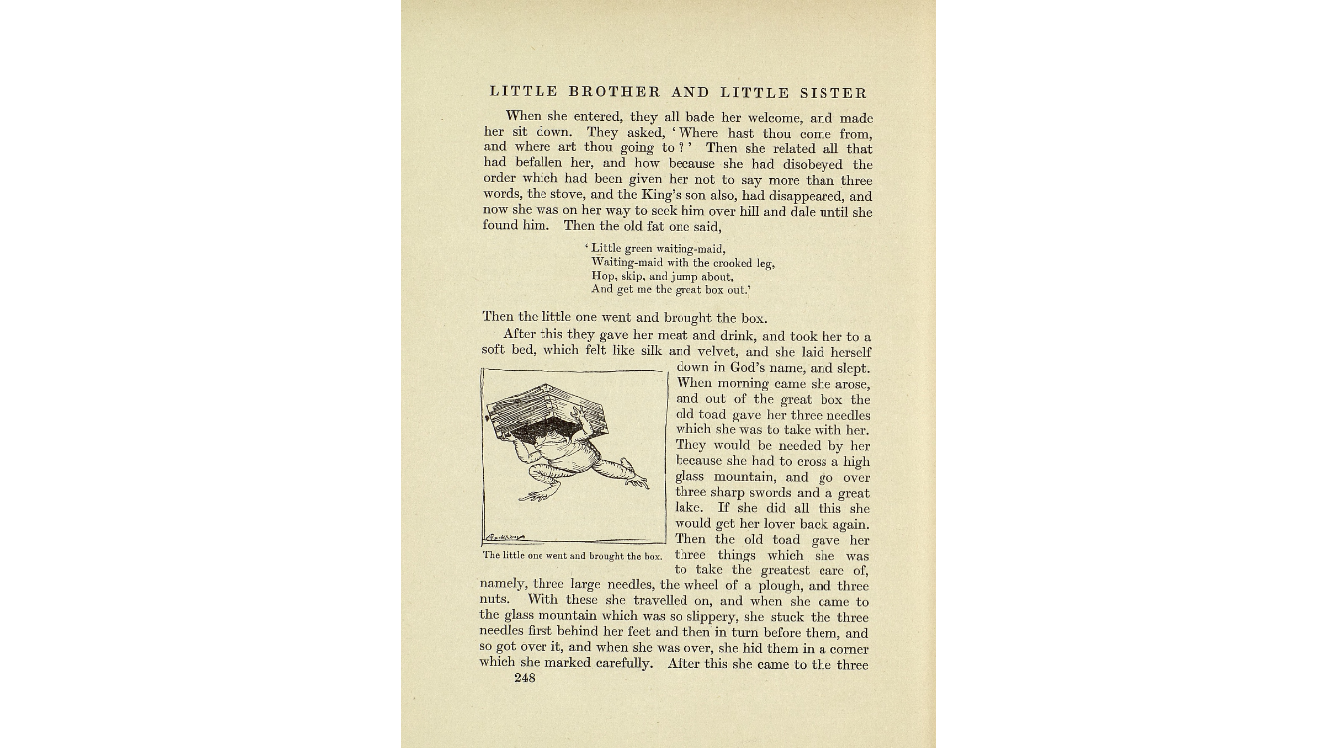 LITTLE BROTHER AND LITTLE SISTER
When she entered, they all bade her welcome, and made
her sit down. They asked, ‘Where hast thou come from,
and where art thou going to?’ Then she related all that
had befallen her, and how because she had disobeyed the
order which had been given her not to say more than three
words, the stove, and the King's son also, had disappeared, and
now she was on her way to seek him over hill and dale until she
found him. Then the old fat one said,
‘Little green waiting-maid,
Waiting-maid with the crooked leg,
Hop, skip, and jump about,
And get me the great box out.’
Then the little one went and brought the box.
After this they gave her meat and drink, and took her to a
soft bed, which felt like silk and velvet, and she laid herself
down in God's name, and slept.
When morning came she arose,
and out of the great box the
old toad gave her three needles
which she was to take with her.
They would be needed by her
because she had to cross a high
glass mountain, and go over
three sharp swords and a great
lake. If she did all this she
would get her lover back again.
Then the old toad gave her
three things which she was
to take the greatest care of,
The little one went and brought the box.
namely, three large needles, the wheel of a plough, and three
nuts. With these she travelled on, and when she came to
the glass mountain which was so slippery, she stuck the three
needles first behind her feet and then in turn before them, and
so got over it, and when she was over, she hid them in a corner
which she marked carefully. After this she came to the three
248